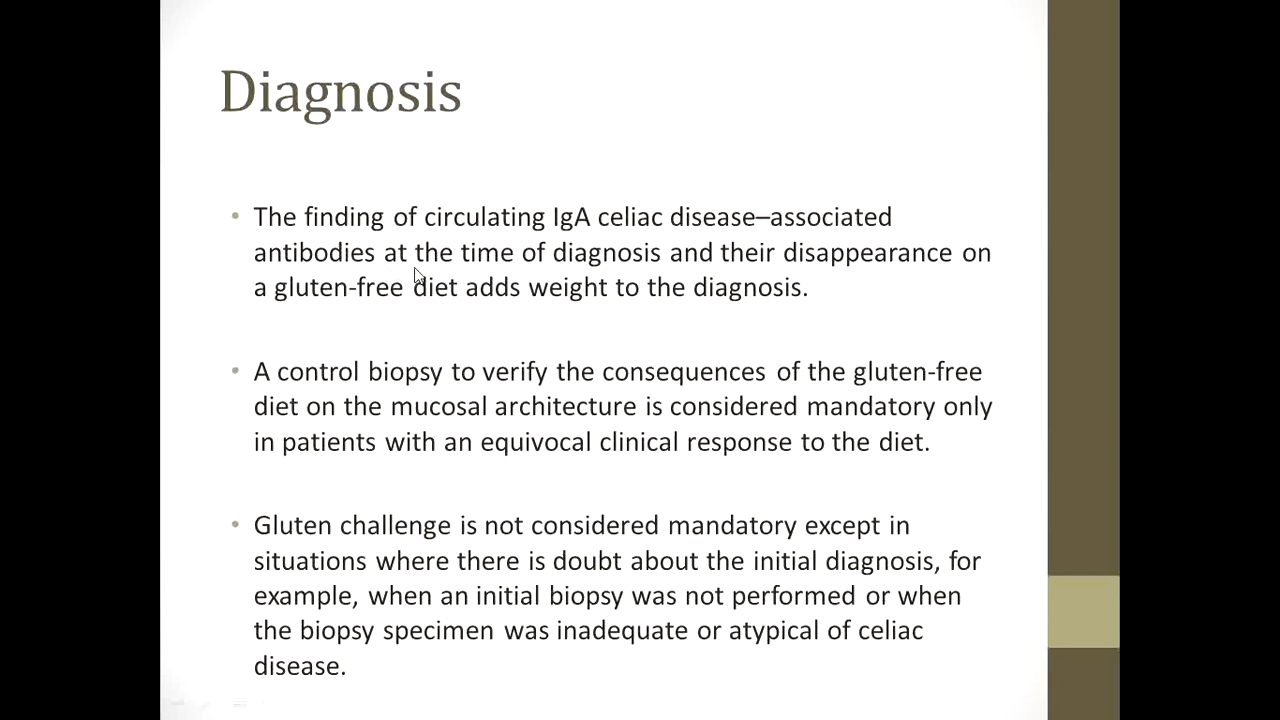 Diagnosis
• The finding of circulating IgA celiac disease–associated
antibodies at the time of diagnosis and their disappearance on
a gluten-free diet adds weight to the diagnosis.
• A control biopsy to verify the consequences of the gluten-free
diet on the mucosal architecture is considered mandatory only
in patients with an equivocal clinical response to the diet.
• Gluten challenge is not considered mandatory except in
situations where there is doubt about the initial diagnosis, for
example, when an initial biopsy was not performed or when
the biopsy specimen was inadequate or atypical of celiac
disease.